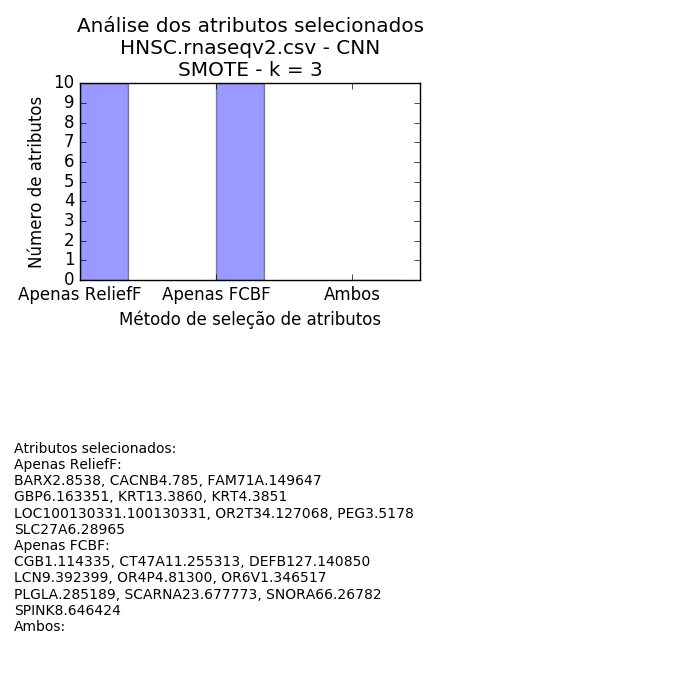 Análise dos atributos selecionados
HNSC.rnaseqv2.csv - CNN
SMOTE - k = 3
10
9
8
7
6
5
4
3
2
1
0
Número de atributos
Apenas ReliefF Apenas FCBF Ambos
Método de seleção de atributos
Atributos selecionados:
Apenas ReliefF:
BARX2.8538, CACNB4.785, FAM71A.149647
GBP6.163351, KRT13.3860, KRT4.3851
LOC100130331.100130331, OR2T34.127068, PEG3.5178
SLC27A6.28965
Apenas FCBF:
CGB1.114335, CT47A11.255313, DEFB127.140850
LCN9.392399, OR4P4.81300, OR6V1.346517
PLGLA.285189, SCARNA23.677773, SNORA66.26782
SPINK8.646424
Ambos: